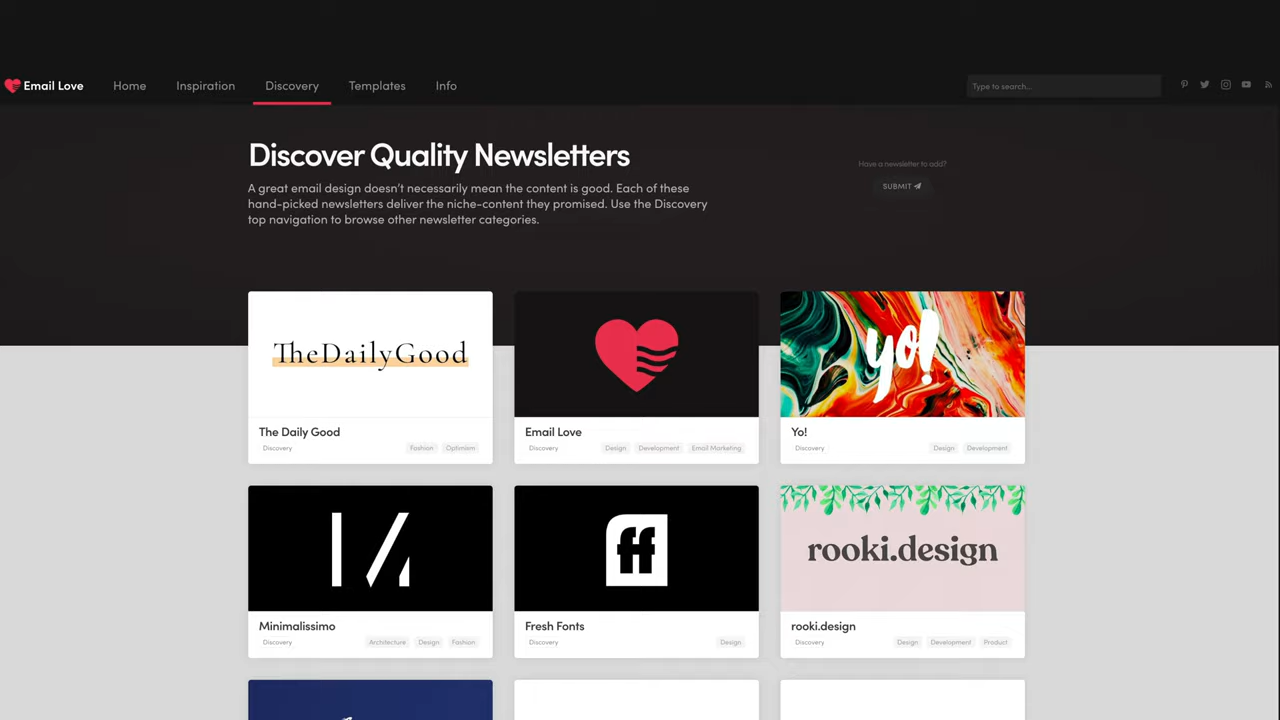 Email Love
Home
Inspiration
Discovery
Templates
Info
Type to search...
Discover Quality Newsletters
A great email design doesn't necessarily mean the content is good. Each of these
hand-picked newsletters deliver the niche-content they promised. Use the Discovery
top navigation to browse other newsletter categories.
Have a newsletter to add?
SUBMIT
TheDailyGood
The Daily Good
Discovery
Fashion
Optimism
Email Love
Discovery
Design
Development
Email Marketing
yo!
Yo!
Discovery
Design
Development
Minimalissimo
Discovery
Architecture
Design
Fashion
ff
Fresh Fonts
Discovery
Design
rooki.design
rooki.design
Discovery
Design
Development
Product